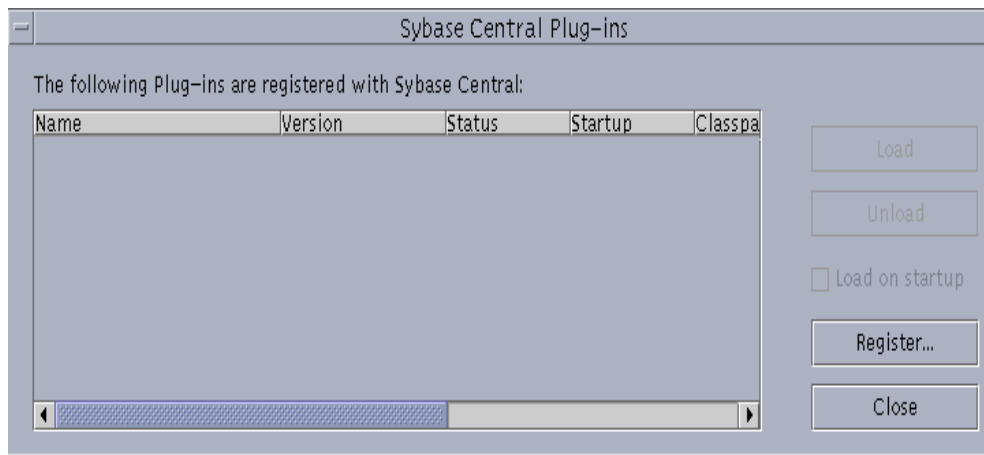 Sybase Central Plug-ins
The following Plug-ins are registered with Sybase Central:
Name Version Status Startup Classpa
Load
Unload
Load on startup
Register...
Close